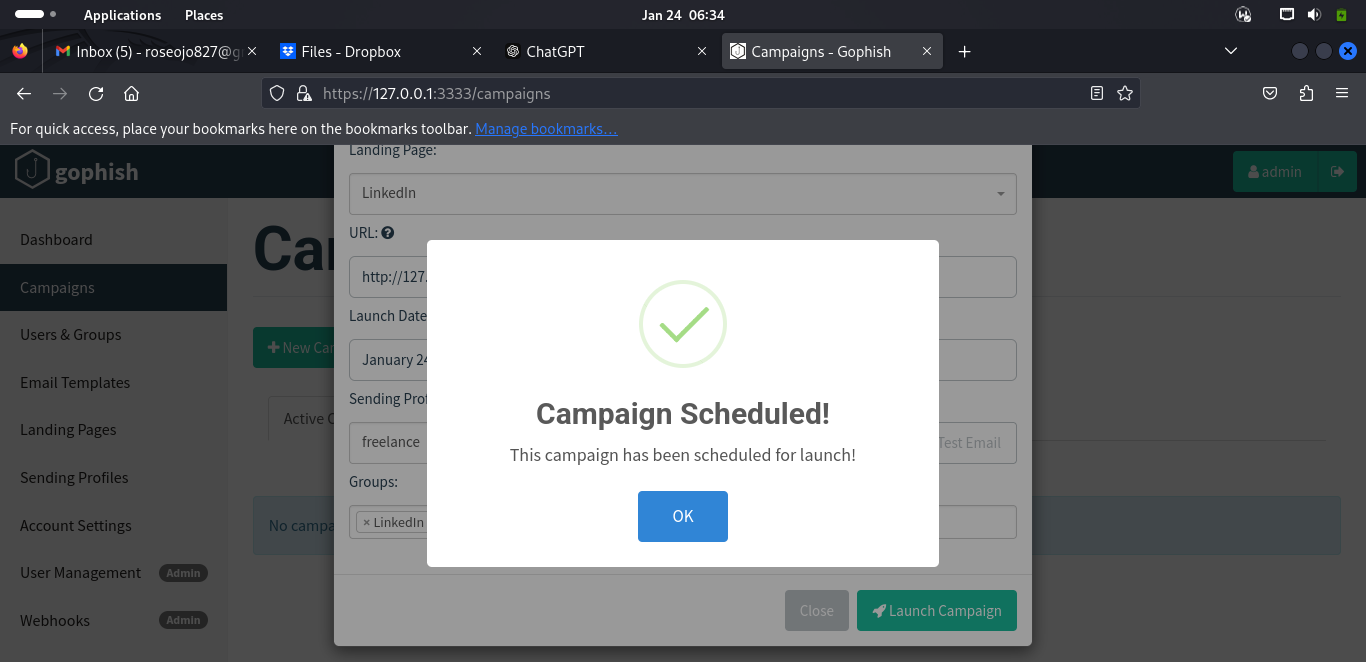 Applications Places Jan 24 06:34
Inbox (5) - roseojo827@g Files - Dropbox ChatGPT Campaigns - Gophish
https://127.0.0.1:3333/campaigns
For quick access, place your bookmarks here on the bookmarks toolbar. Manage bookmarks…
gophish
admin
Dashboard
Campaigns
Users & Groups
Email Templates
Landing Pages
Sending Profiles
Account Settings
User Management Admin
Webhooks Admin
New
Active
Landing Page:
LinkedIn
URL:
http://127.
Launch Date
January 24
Sending
freelance
Test Email
Groups:
× LinkedIn
No
Close Launch Campaign
Campaign Scheduled!
This campaign has been scheduled for launch!
OK